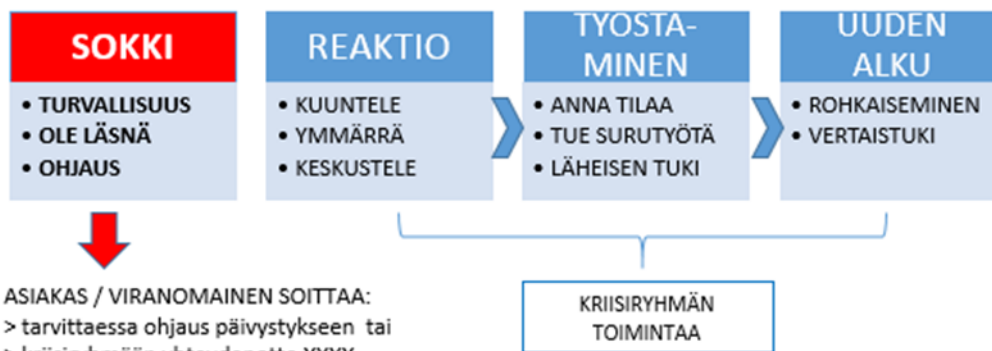 SOKKI
• TURVALLISUUS
• OLE LÄSNÄ
• OHJAUS
REAKTIO
• KUUNTELE
• YMMÄRRÄ
• KESKUSTELE
TYÖSTÄ-
MINEN
• ANNA TILAA
• TUE SURUTYÖTÄ
• LÄHEISEN TUKI
UUDEN
ALKU
• ROHKAISEMINEN
• VERTAISTUKI
ASIAKAS / VIRANOMAINEN SOITTAA:
> tarvittaessa ohjaus päivystykseen tai
KRIISIRYHMÄN
TOIMINTAA